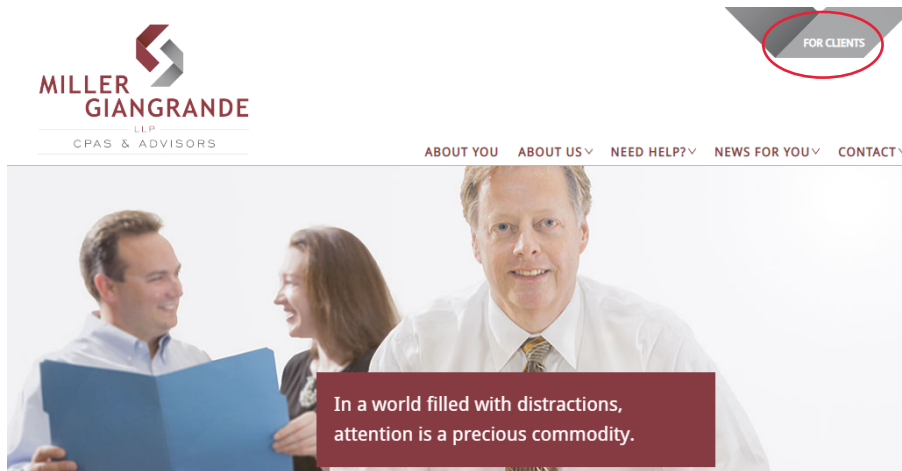 FOR CLIENTS
MILLER
GIANGRANDE
LLP
CPAS & ADVISORS
ABOUT YOU ABOUT US NEED HELP? NEWS FOR YOU CONTACT
In a world filled with distractions,
attention is a precious commodity.